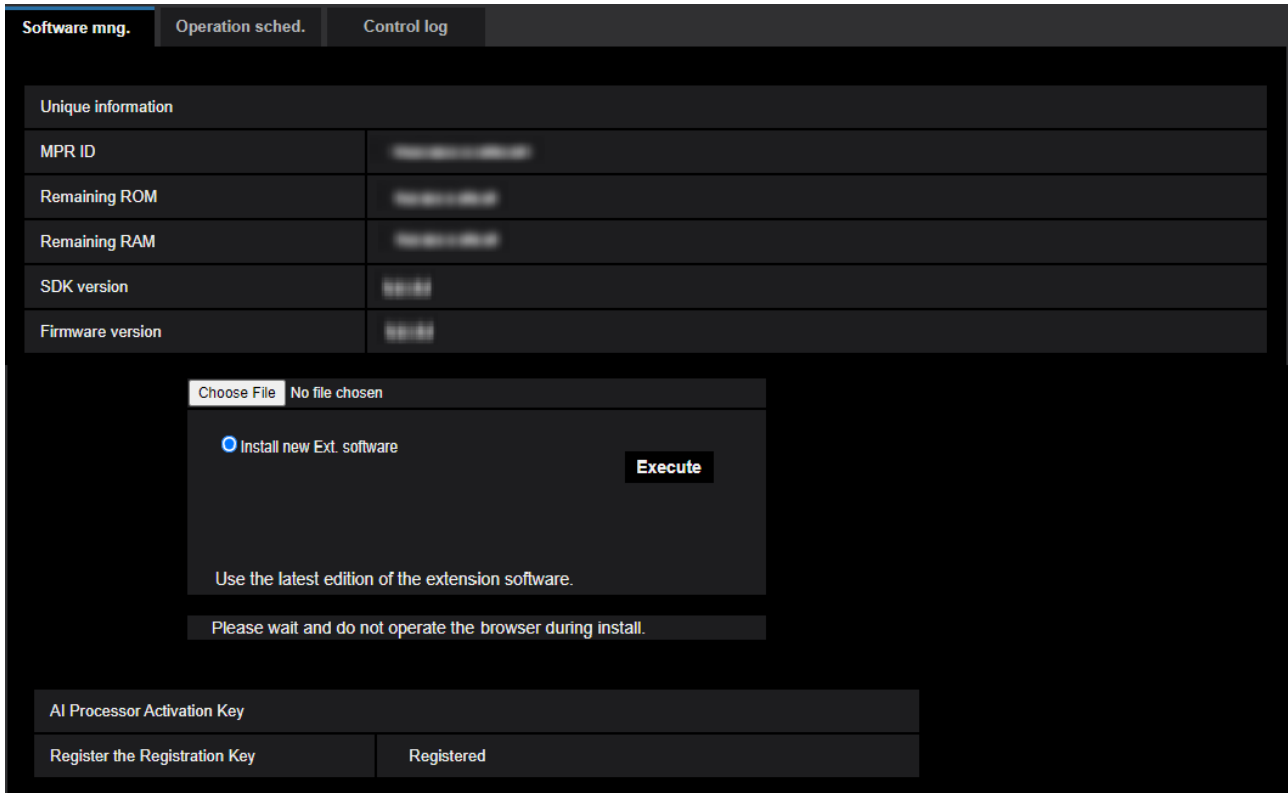 Software mng. Operation sched. Control log
Unique information
MPR ID
Remaining ROM
Remaining RAM
SDK version
Firmware version
Choose File No file chosen
Install new Ext. software
Execute
Use the latest edition of the extension software.
Please wait and do not operate the browser during install.
AI Processor Activation Key
Register the Registration Key Registered